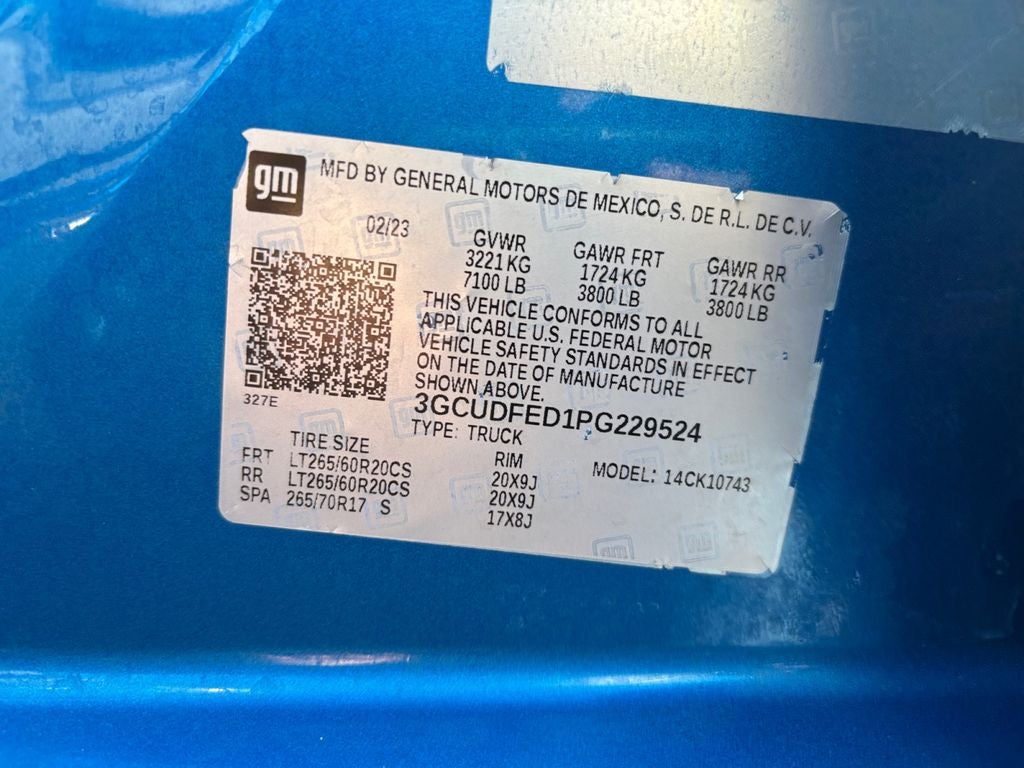 gm MFD BY GENERAL MOTORS DE MEXICO, S. DE R.L. DE C.V.
02/23
GVWR GAWR FRT GAWR RR
3221 KG 1724 KG 1724 KG
7100 LB 3800 LB 3800 LB
THIS VEHICLE CONFORMS TO ALL
APPLICABLE U.S. FEDERAL MOTOR
VEHICLE SAFETY STANDARDS IN EFFECT
ON THE DATE OF MANUFACTURE
SHOWN ABOVE.
327E
3GCUDFED1PG229524
TYPE: TRUCK
TIRE SIZE RIM MODEL: 14CK10743
FRT LT265/60R20CS 20X9J
RR LT265/60R20CS 20X9J
SPA 265/70R17 S 17X8J